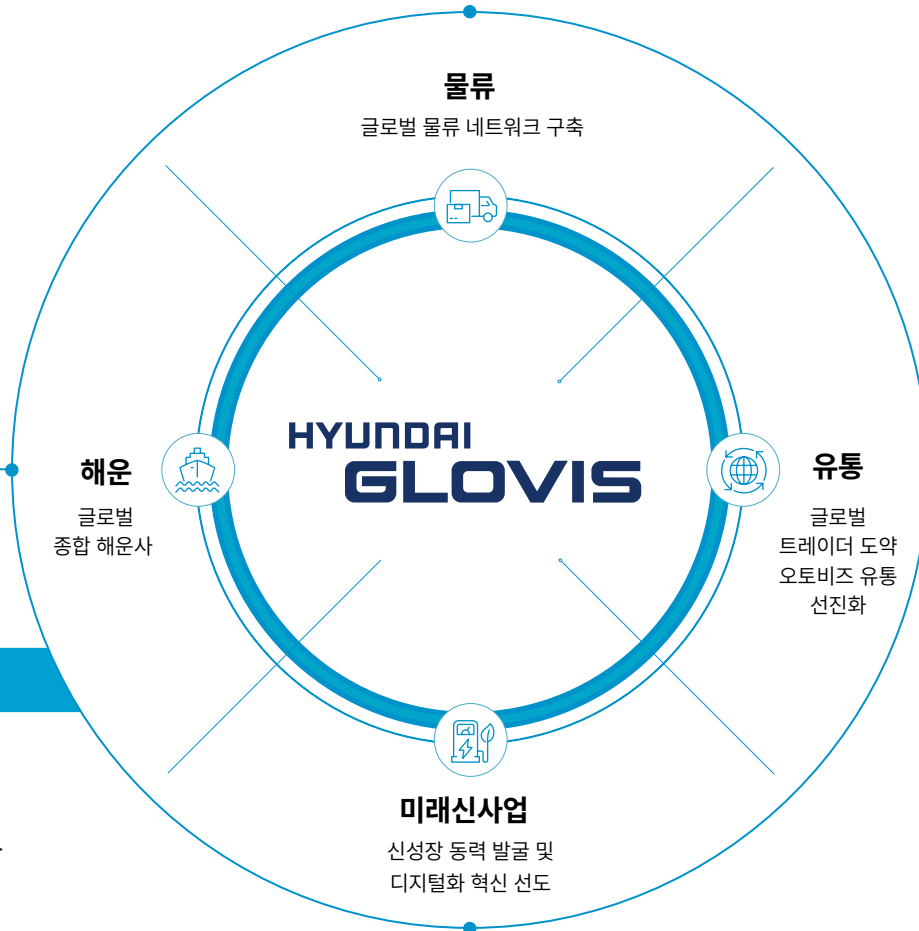 물류
글로벌 물류 네트워크 구축
HYUNDAI
GLOVIS
해운
글로벌
종합 해운사
유통
글로벌
트레이더 도약
오토비즈 유통
선진화
미래신사업
신성장 동력 발굴 및
디지털화 혁신 선도